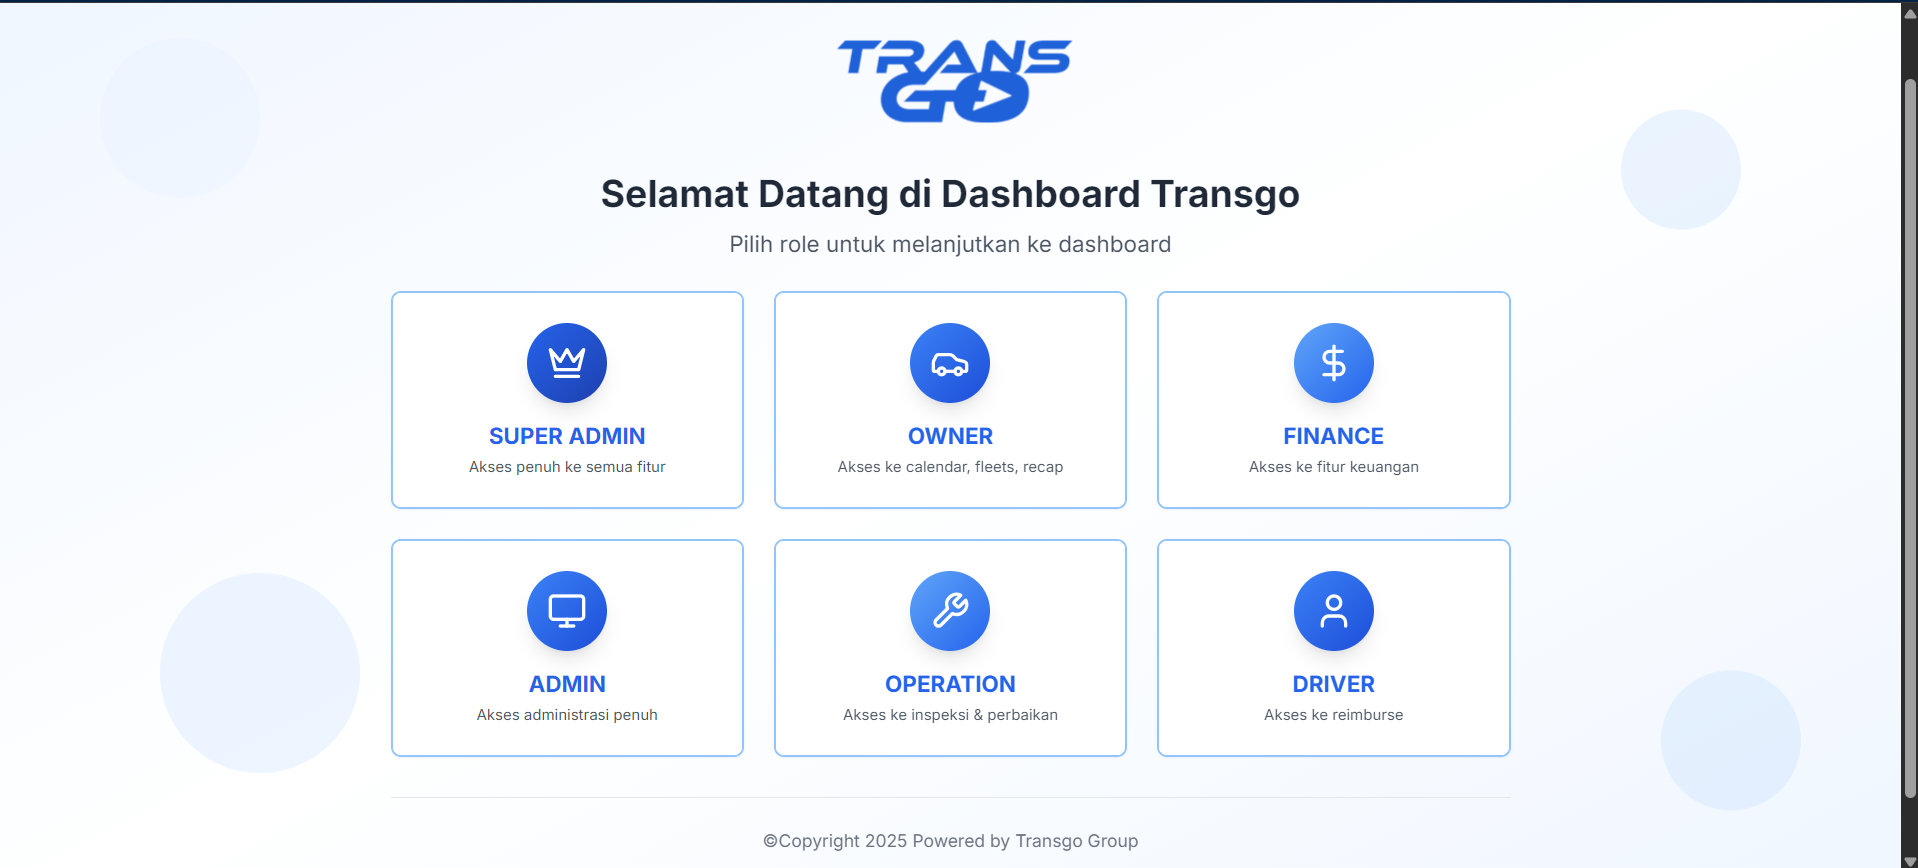 TRANS
GO
Selamat Datang di Dashboard Transgo
Pilih role untuk melanjutkan ke dashboard
SUPER ADMIN
Akses penuh ke semua fitur
OWNER
Akses ke calendar, fleets, recap
FINANCE
Akses ke fitur keuangan
ADMIN
Akses administrasi penuh
OPERATION
Akses ke inspeksi & perbaikan
DRIVER
Akses ke reimburse
©Copyright 2025 Powered by Transgo Group